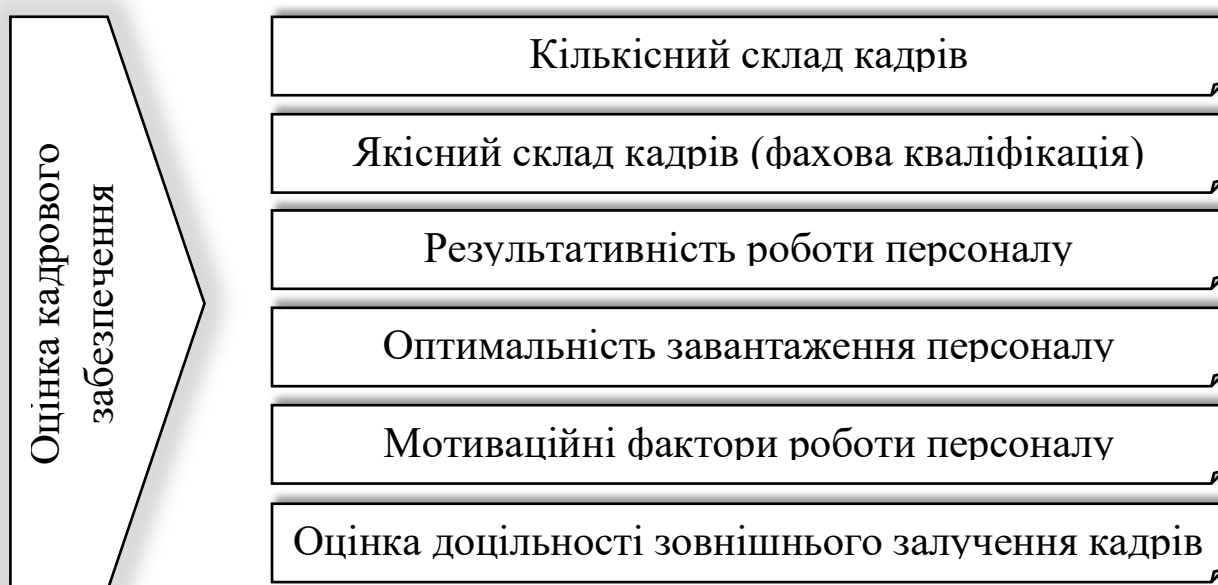 Оцінка кадрового
забезпечення
Кількісний склад кадрів
Якісний склад кадрів (фахова кваліфікація)
Результативність роботи персоналу
Оптимальність завантаження персоналу
Мотиваційні фактори роботи персоналу
Оцінка доцільності зовнішнього залучення кадрів